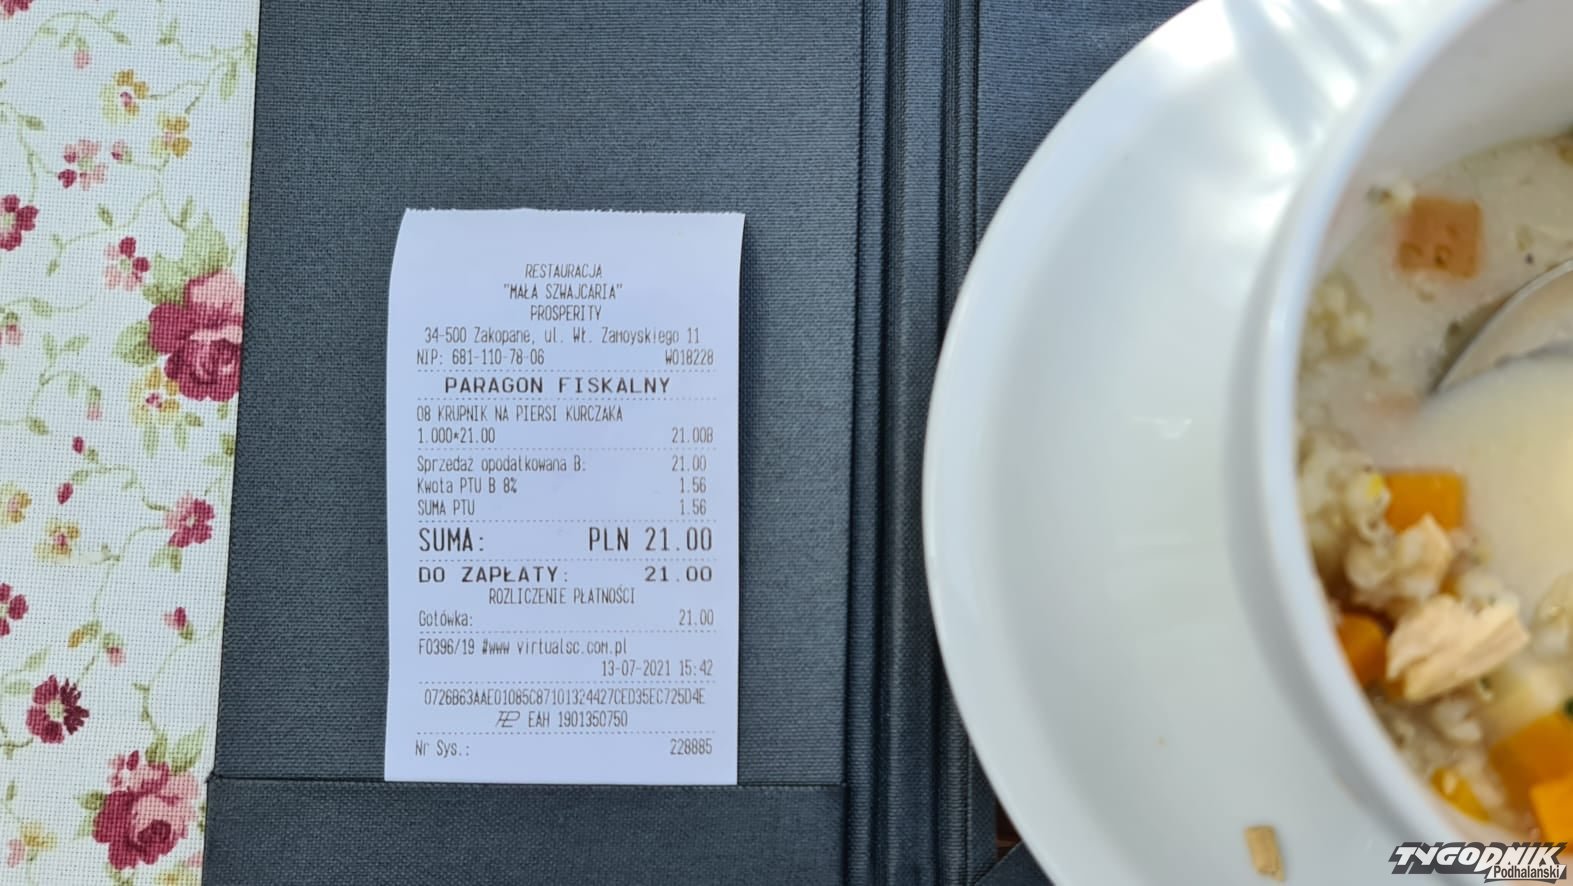 RESTAURACJA
"MAŁA SZWAJCARIA"
PROSPERITY
34-500 Zakopane, ul. Wł. Zamoyskiego 11
NIP: 681-110-78-06 W018228
PARAGON FISKALNY
08 KRUPNIK NA PIERSI KURCZAKA
1.000*21.00 21.00B
Sprzedaż opodatkowana B: 21.00
Kwota PTU B 8% 1.56
SUMA PTU 1.56
SUMA: PLN 21.00
DO ZAPŁATY: 21.00
ROZLICZENIE PŁATNOŚCI
Gotówka: 21.00
F0396/19 #www virtualsc.com.pl
13-07-2021 15:42
0726B63AAE01085C87101324427CED35EC725D4E
EAH 1901350750
Nr Sys.: 228885
TYGODNIK
Podhalański